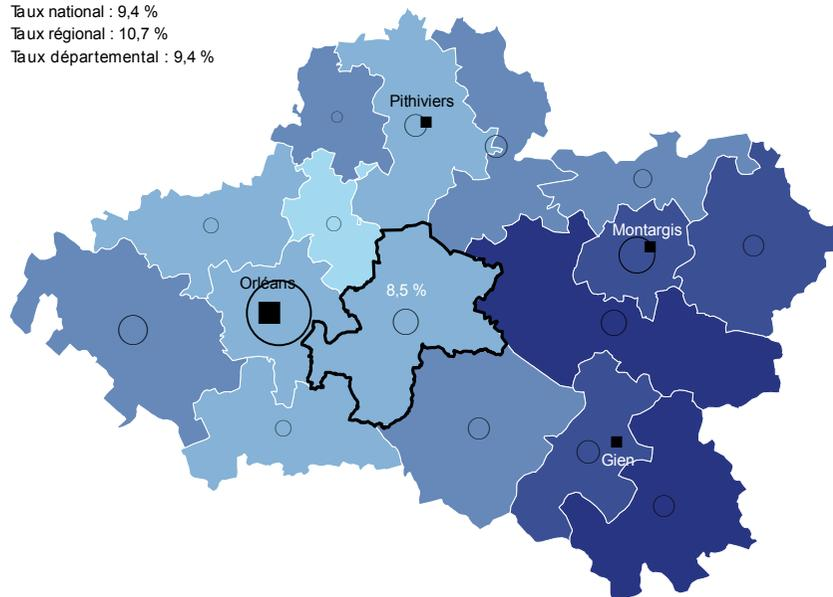 Taux national : 9,4 %
Taux régional : 10,7 %
Taux départemental : 9,4 %
Pithiviers
Montargis
Orléans
8,5 %
Gien